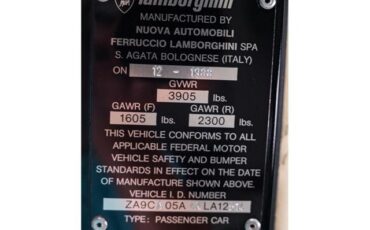 lamborghini
MANUFACTURED BY
NUOVA AUTOMOBILI
FERRUCCIO LAMBORGHINI SPA
S. AGATA BOLOGNESE (ITALY)
ON 12 - 1988
GVWR
3905 lbs.
GAWR (F) GAWR (R)
1605 lbs. 2300 lbs.
THIS VEHICLE CONFORMS TO ALL
APPLICABLE FEDERAL MOTOR
VEHICLE SAFETY AND BUMPER
STANDARDS IN EFFECT ON THE DATE
OF MANUFACTURE SHOWN ABOVE.
VEHICLE I. D. NUMBER
ZA9C 05A LA12
TYPE: PASSENGER CAR